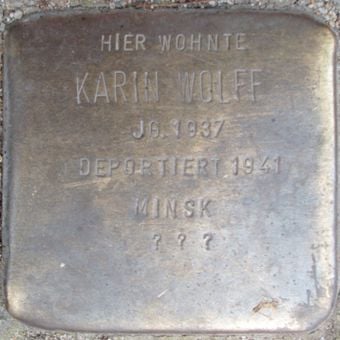 HIER WOHNTE
KARIN WOLFF
JG. 1937
DEPORTIERT 1941
MINSK
? ? ?